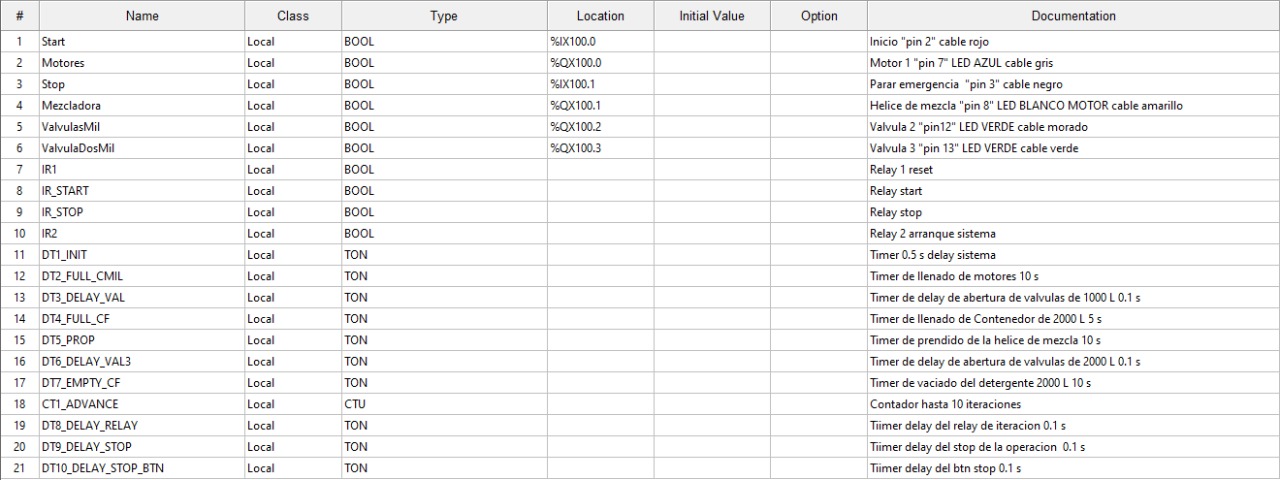 # Name Class Type Location Initial Value Option Documentation
1 Start Local BOOL %IX100.0 Inicio "pin 2" cable rojo
2 Motores Local BOOL %QX100.0 Motor 1 "pin 7" LED AZUL cable gris
3 Stop Local BOOL %IX100.1 Parar emergencia "pin 3" cable negro
4 Mezcladora Local BOOL %QX100.1 Helice de mezcla "pin 8" LED BLANCO MOTOR cable amarillo
5 ValvulasMil Local BOOL %QX100.2 Valvula 2 "pin12" LED VERDE cable morado
6 ValvulaDosMil Local BOOL %QX100.3 Valvula 3 "pin 13" LED VERDE cable verde
7 IR1 Local BOOL Relay 1 reset
8 IR_START Local BOOL Relay start
9 IR_STOP Local BOOL Relay stop
10 IR2 Local BOOL Relay 2 arranque sistema
11 DT1_INIT Local TON Timer 0.5 s delay sistema
12 DT2_FULL_CMIL Local TON Timer de llenado de motores 10 s
13 DT3_DELAY_VAL Local TON Timer de delay de abertura de valvulas de 1000 L 0.1 s
14 DT4_FULL_CF Local TON Timer de llenado de Contenedor de 2000 L 5 s
15 DT5_PROP Local TON Timer de prendido de la helice de mezcla 10 s
16 DT6_DELAY_VAL3 Local TON Timer de delay de abertura de valvulas de 2000 L 0.1 s
17 DT7_EMPTY_CF Local TON Timer de vaciado del detergente 2000 L 10 s
18 CT1_ADVANCE Local CTU Contador hasta 10 iteraciones
19 DT8_DELAY_RELAY Local TON Tiimer delay del relay de iteracion 0.1 s
20 DT9_DELAY_STOP Local TON Tiimer delay del stop de la operacion 0.1 s
21 DT10_DELAY_STOP_BTN Local TON Tiimer delay del btn stop 0.1 s